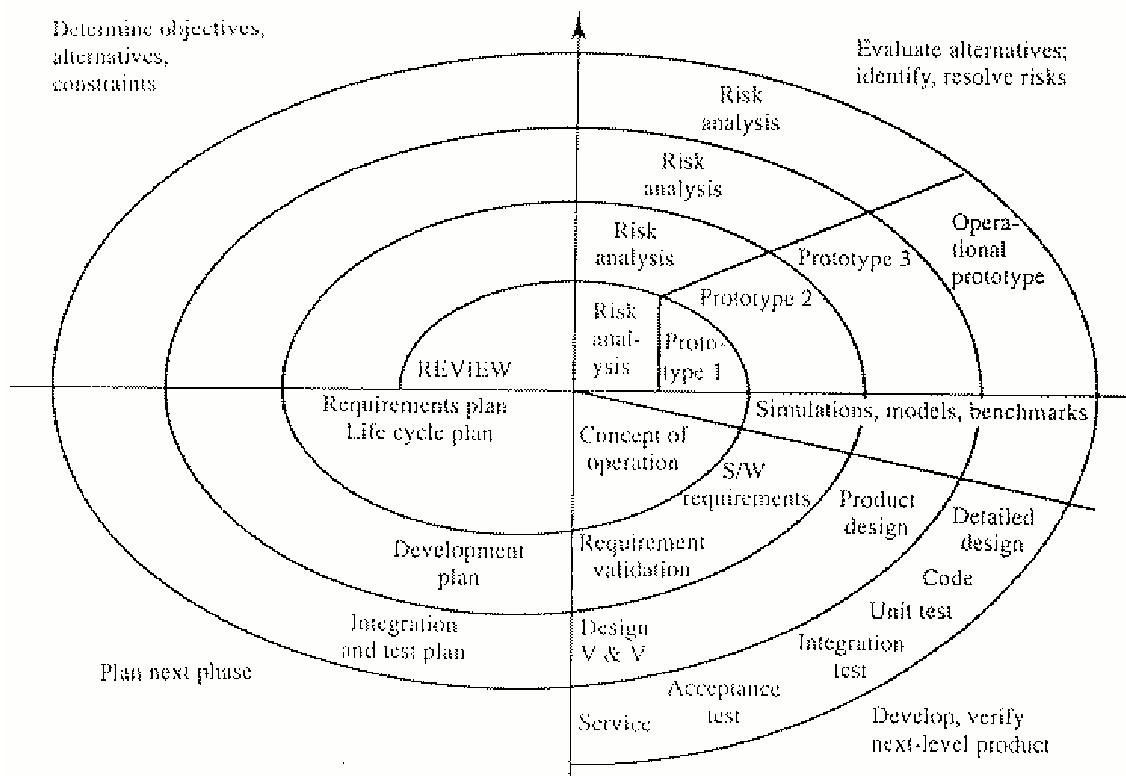 Determine objectives,
alternatives,
constraints
Evaluate alternatives;
identify, resolve risks
Risk
analysis
Risk
analysis
Risk
analysis
Risk
anal-
ysis
Proto-
type 1
Prototype 2
Prototype 3
Opera-
tional
prototype
REVIEW
Requirements plan
Life cycle plan
Simulations, models, benchmarks
Concept of
operation
S/W
requirements
Product
design
Detailed
design
Development
plan
Requirement
validation
Code
Unit test
Integration
and test plan
Design
V & V
Integration
test
Plan next phase
Acceptance
test
Service
Develop, verify
next-level product